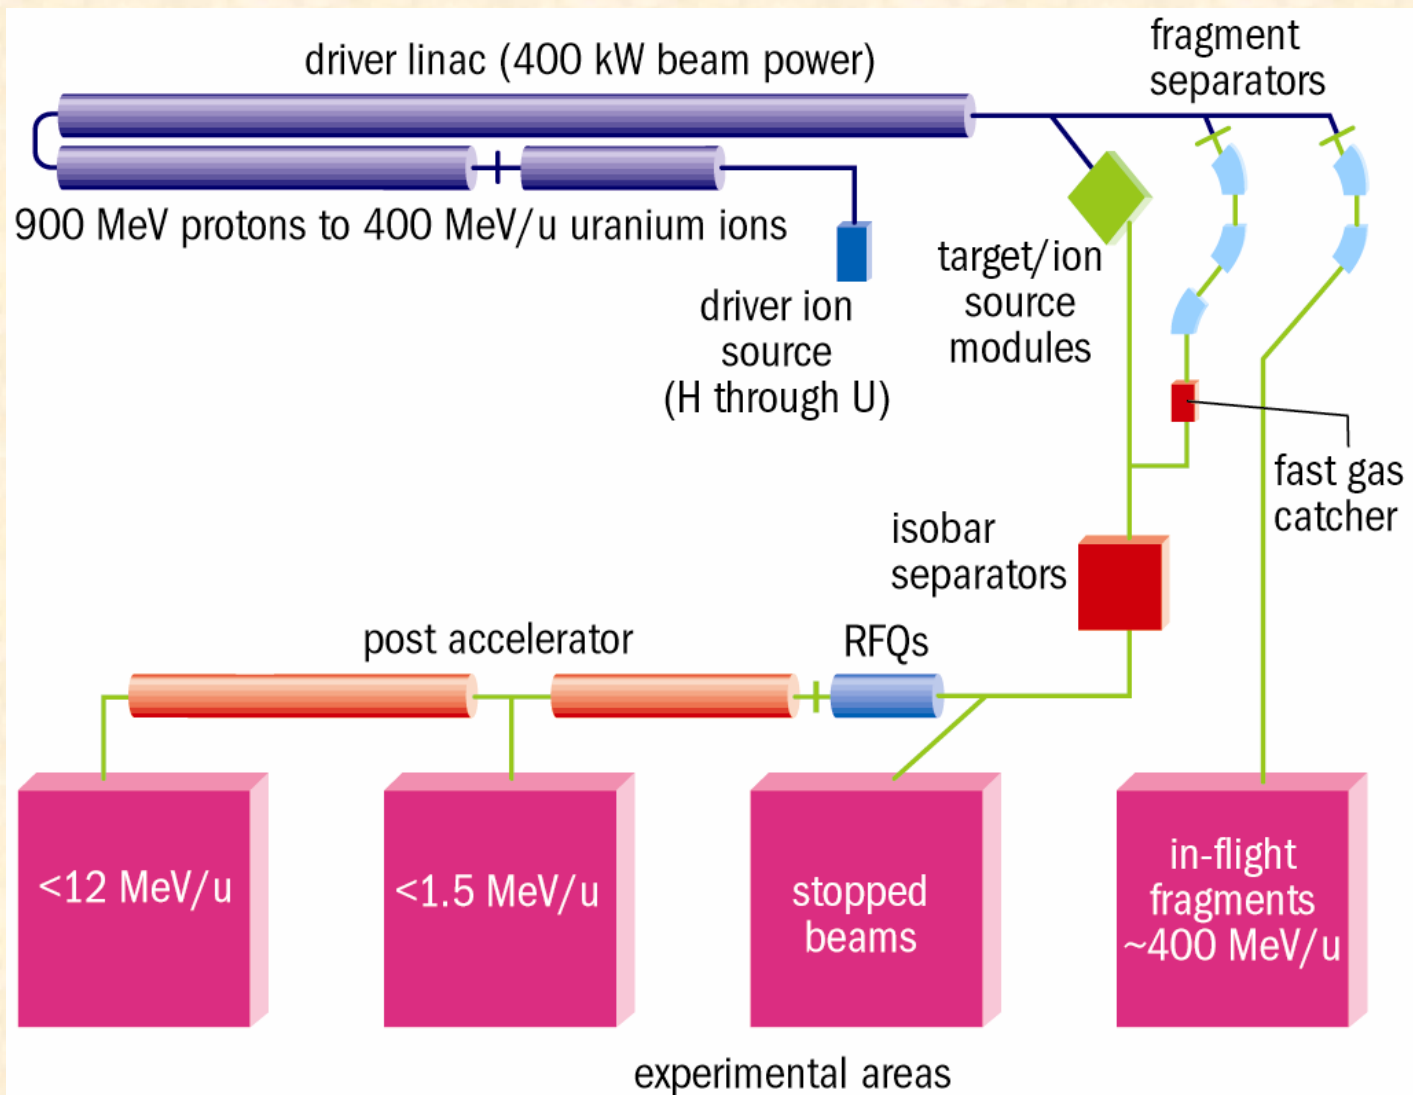 driver linac (400 kW beam power)
fragment
separators
900 MeV protons to 400 MeV/u uranium ions
driver ion
source
(H through U)
target/ion
source
modules
fast gas
catcher
isobar
separators
post accelerator
RFQs
<12 MeV/u
<1.5 MeV/u
stopped
beams
in-flight
fragments
~400 MeV/u
experimental areas